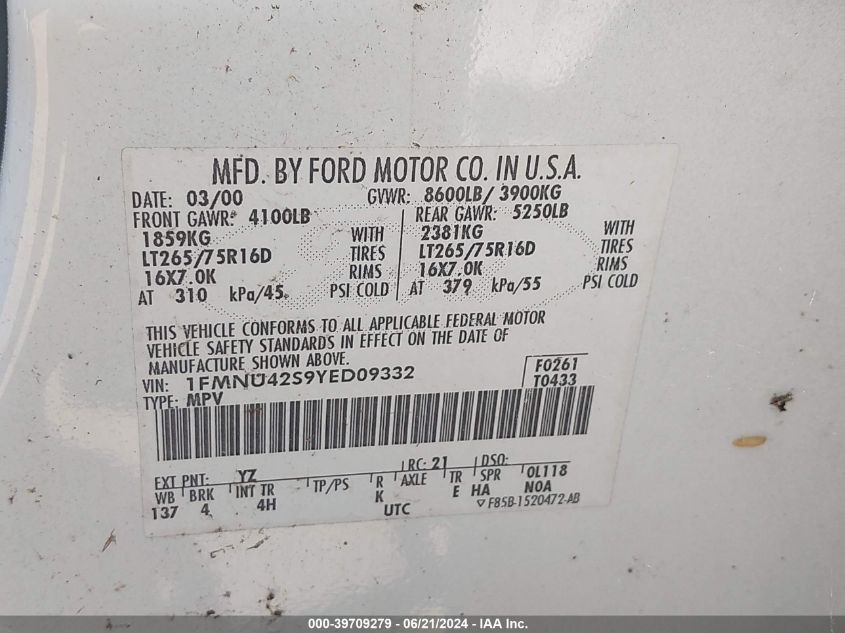 MFD. BY FORD MOTOR CO. IN U.S.A.
DATE: 03/00 GVWR: 8600LB/ 3900KG
FRONT GAWR: 4100LB REAR GAWR: 5250LB
1859KG WITH 2381KG WITH
LT265/75R16D TIRES LT265/75R16D TIRES
16X7.0K RIMS 16X7.0K RIMS
AT 310 kPa/45 PSI COLD AT 379 kPa/55 PSI COLD
THIS VEHICLE CONFORMS TO ALL APPLICABLE FEDERAL MOTOR
VEHICLE SAFETY STANDARDS IN EFFECT ON THE DATE OF
MANUFACTURE SHOWN ABOVE.
VIN: 1FMNU42S9YED09332 F0261
TYPE: MPV T0433
EXT PNT: YZ RC: 21 DSO:
WB BRK INT TR TP/PS R AXLE TR SPR OL118
137 4 4H K E HA N0A
UTC ▽ F85B-1520472-AB
000-39709279 - 06/21/2024 - IAA Inc.